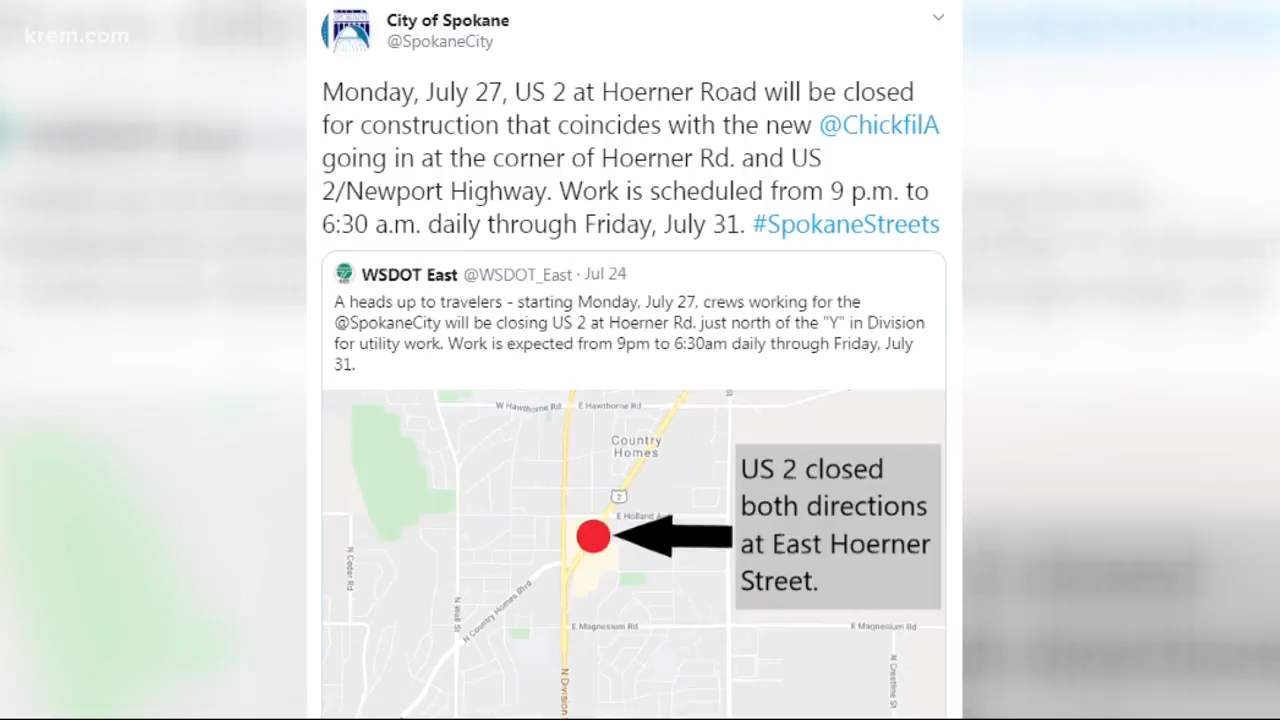 krem.com
SPOKANE
City of Spokane
@SpokaneCity
Monday, July 27, US 2 at Hoerner Road will be closed
for construction that coincides with the new @ChickfilA
going in at the corner of Hoerner Rd. and US
2/Newport Highway. Work is scheduled from 9 p.m. to
6:30 a.m. daily through Friday, July 31. #SpokaneStreets
WSDOT East @WSDOT_East · Jul 24
A heads up to travelers - starting Monday, July 27, crews working for the
@SpokaneCity will be closing US 2 at Hoerner Rd. just north of the "Y" in Division
for utility work. Work is expected from 9pm to 6:30am daily through Friday, July
31.
W Hawthorne Rd
E Hawthorne Rd
Country
Homes
2
E Holland
US 2 closed
both directions
at East Hoerner
Street.
N Cedar Rd
N Wall St
N Country Homes Blvd
E Magnesium Rd
E Magnesium Rd
N Division
N Crestline St